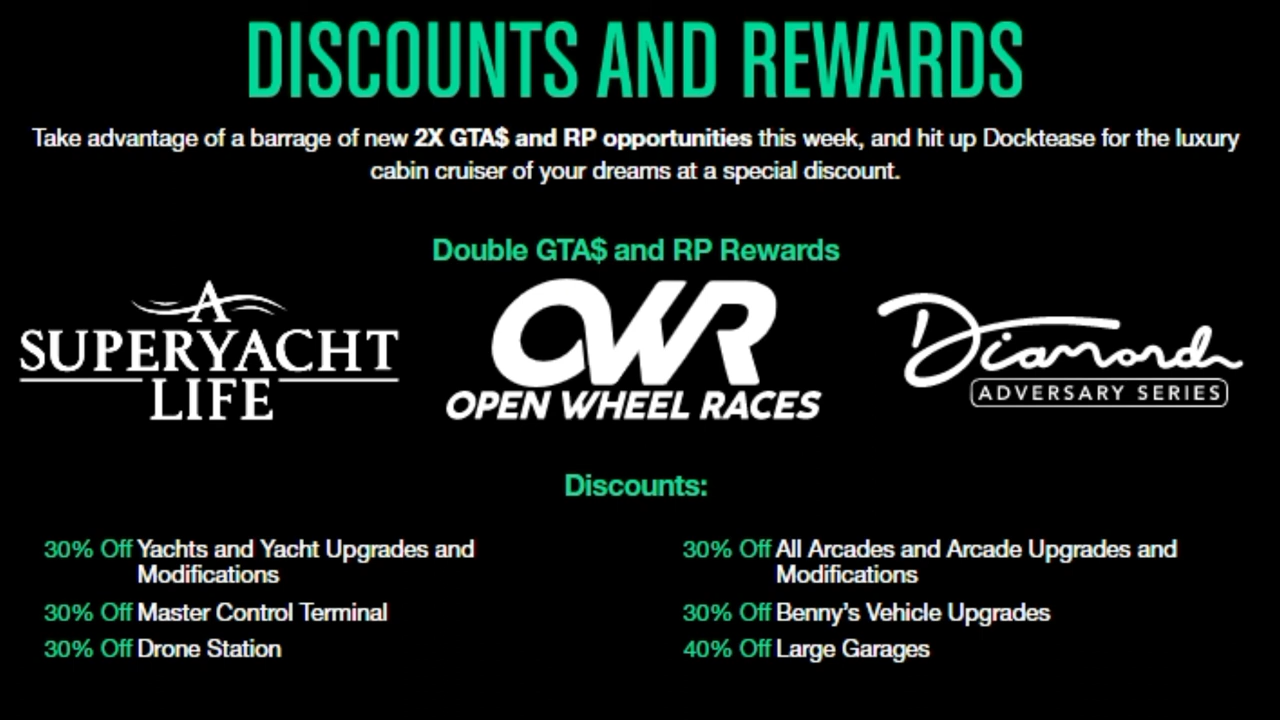 DISCOUNTS AND REWARDS
Take advantage of a barrage of new 2X GTA$ and RP opportunities this week, and hit up Docktease for the luxury
cabin cruiser of your dreams at a special discount.
Double GTA$ and RP Rewards
A
SUPERYACHT
LIFE
OWR
OPEN WHEEL RACES
Diamond
ADVERSARY SERIES
Discounts:
30% Off Yachts and Yacht Upgrades and
Modifications
30% Off Master Control Terminal
30% Off Drone Station
30% Off All Arcades and Arcade Upgrades and
Modifications
30% Off Benny's Vehicle Upgrades
40% Off Large Garages